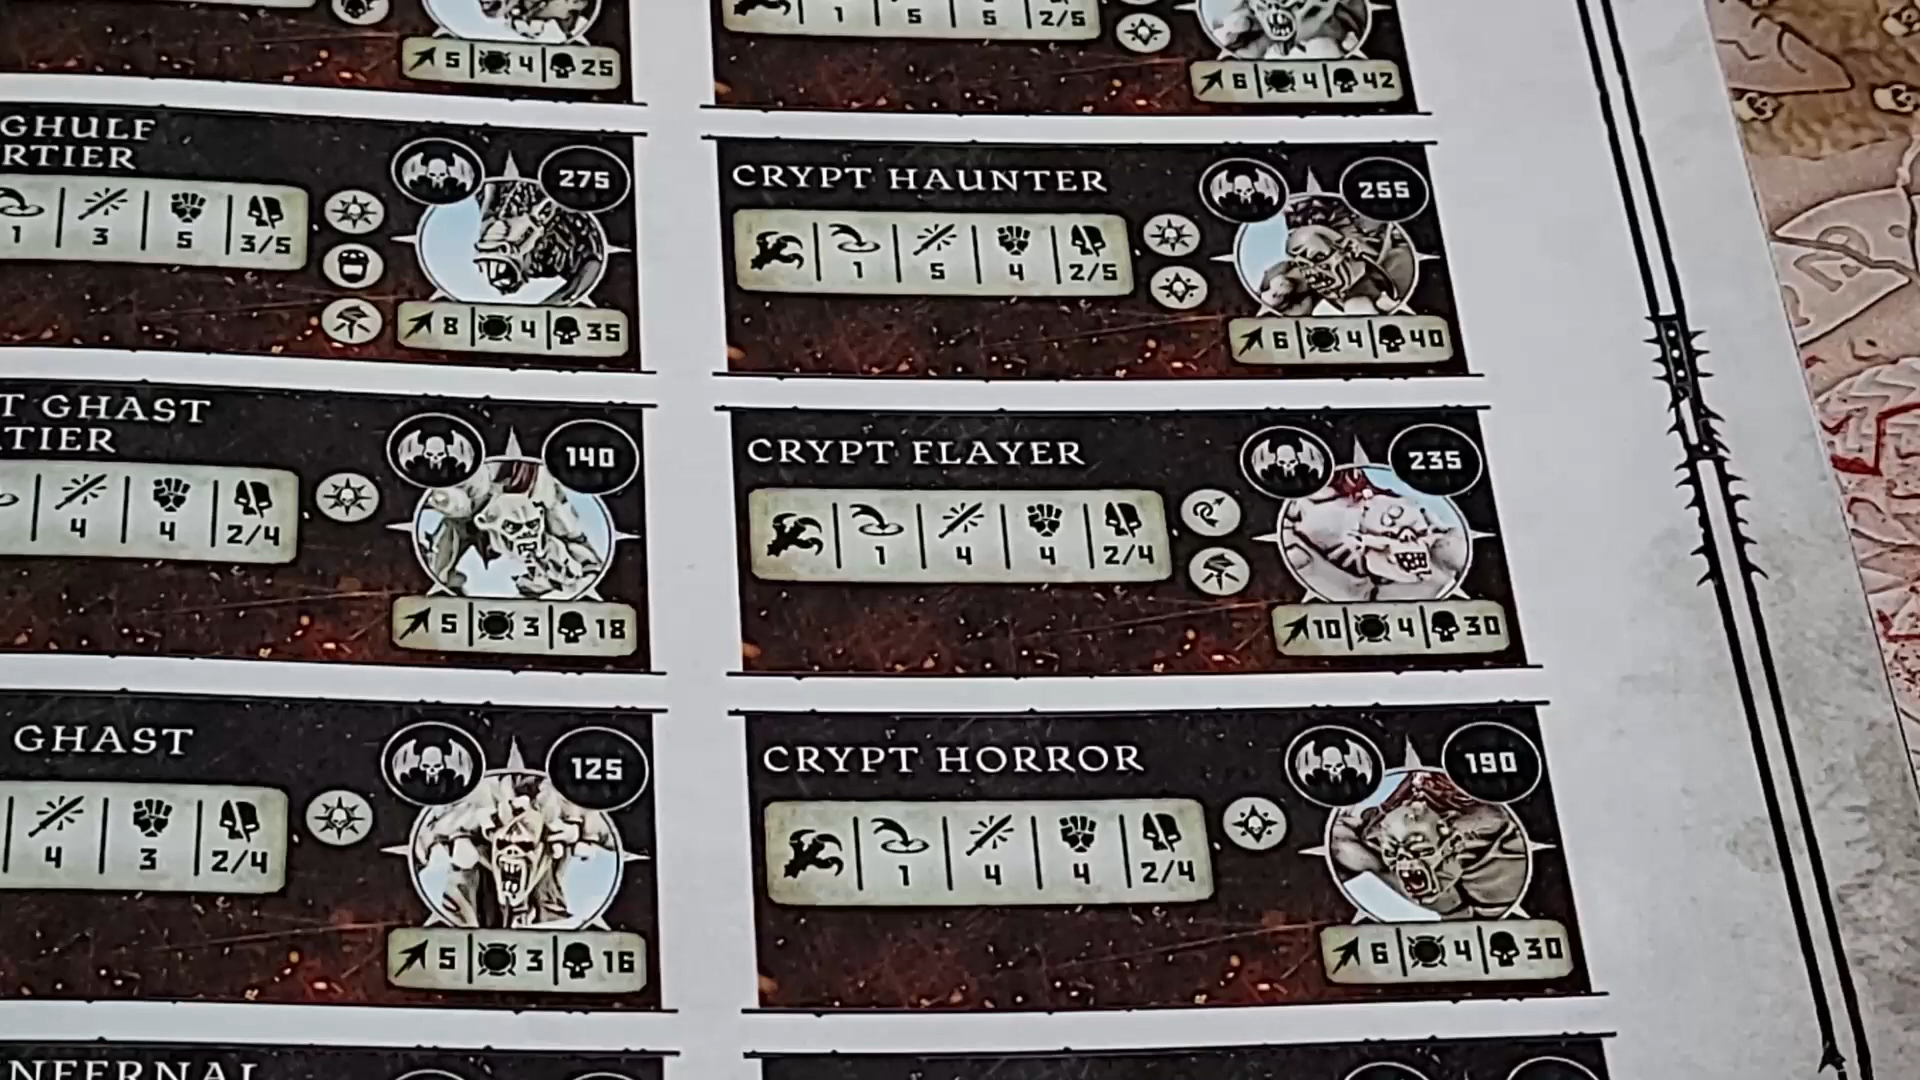 5 4 25
1 5 5 2/5
6 4 42
GHULF
RTIER
275
1 3 5 3/5
8 4 35
CRYPT HAUNTER
255
1 5 4 2/5
6 4 40
T GHAST
TIER
140
4 4 2/4
5 3 18
CRYPT FLAYER
235
1 4 4 2/4
10 4 30
GHAST
125
4 3 2/4
5 3 16
CRYPT HORROR
190
1 4 4 2/4
6 4 30
NFERNAL